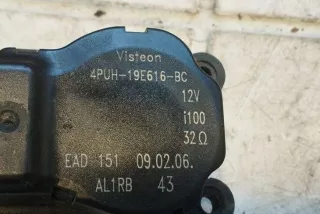 Visteon
4PUH-19E616-BC
12V
i100
32Ω
EAD 151 09.02.06.
AL1RB 43